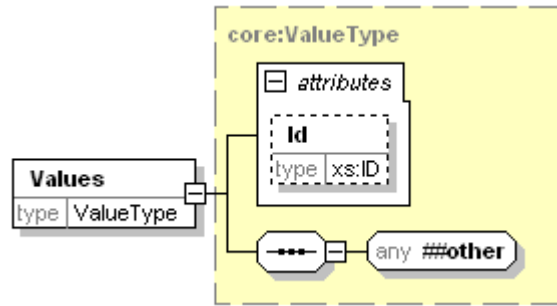 core:ValueType
attributes
Id
type xs:ID
Values
type ValueType
any ##other